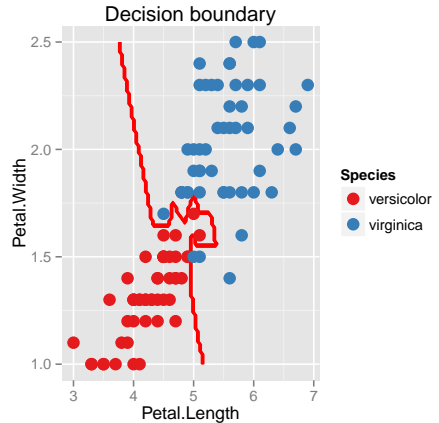 Decision boundary
2.5
2.0
1.5
1.0
Petal.Width
3 4 5 6 7
Petal.Length
Species
versicolor
virginica